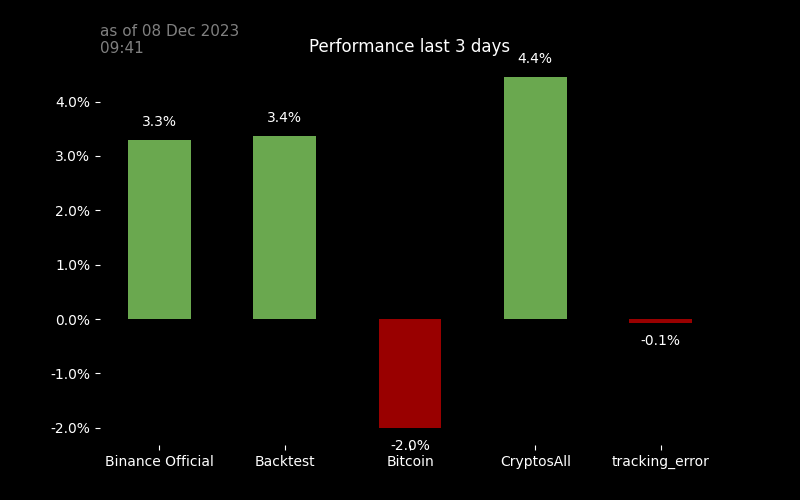 as of 08 Dec 2023
09:41
Performance last 3 days
4.4%
4.0%
3.3%
3.4%
3.0%
2.0%
1.0%
0.0%
-0.1%
-1.0%
-2.0%
-2.0%
Binance Official
Backtest
Bitcoin
CryptosAll
tracking_error